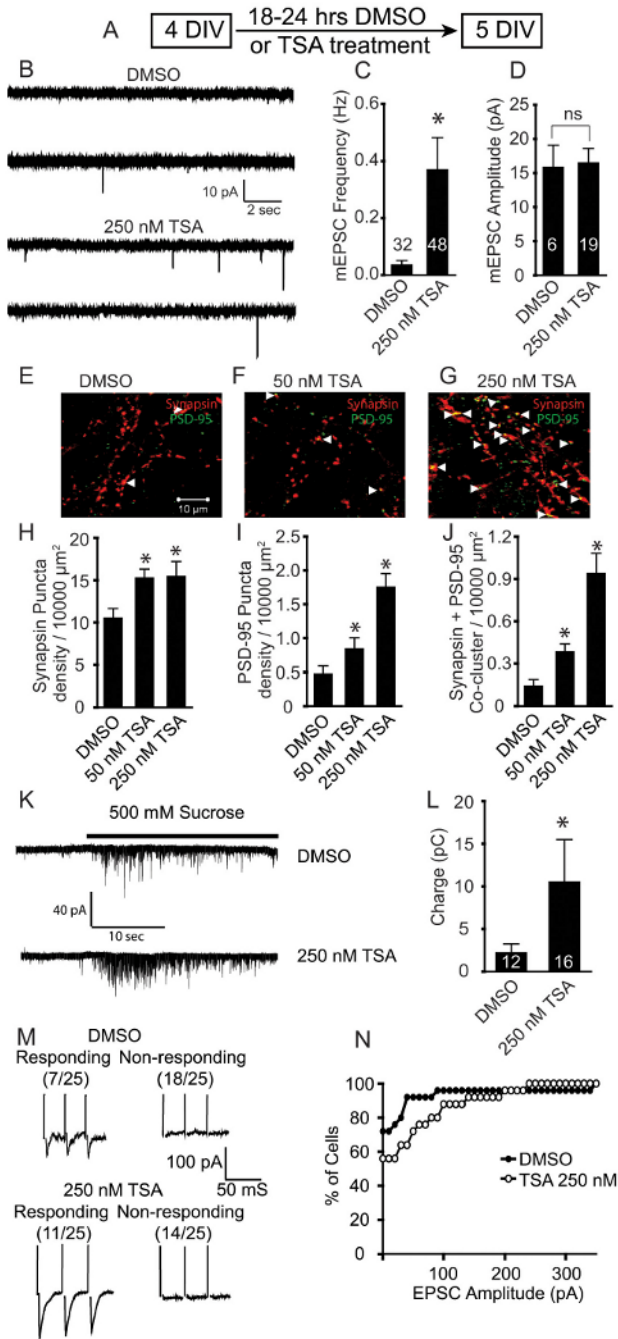 A
4 DIV
18-24 hrs DMSO
or TSA treatment
5 DIV
B
DMSO
10 pA
2 sec
250 nM TSA
C
mEPSC Frequency (Hz)
0.6
0.4
0.2
0.0
*
32
48
DMSO
250 nM TSA
D
mEPSC Amplitude (pA)
25
20
15
10
5
0
ns
6
19
DMSO
250 nM TSA
E
DMSO
Synapsin
PSD-95
10 µm
F
50 nM TSA
Synapsin
PSD-95
G
250 nM TSA
Synapsin
PSD-95
H
Synapsin Puncta
density / 10000 µm²
20
15
10
5
0
*
*
DMSO
50 nM TSA
250 nM TSA
I
PSD-95 Puncta
density / 10000 µm²
2.5
2.0
1.5
1.0
0.5
0
*
*
DMSO
50 nM TSA
250 nM TSA
J
Synapsin + PSD-95
Co-cluster / 10000 µm²
1.2
0.9
0.6
0.3
0
*
*
DMSO
50 nM TSA
250 nM TSA
K
500 mM Sucrose
DMSO
40 pA
10 sec
250 nM TSA
L
Charge (pC)
20
15
10
5
0
*
12
16
DMSO
250 nM TSA
M
DMSO
Responding Non-responding
(7/25) (18/25)
100 pA
50 mS
250 nM TSA
Responding Non-responding
(11/25) (14/25)
N
% of Cells
100
80
60
40
20
0
DMSO
TSA 250 nM
100 200 300
EPSC Amplitude (pA)